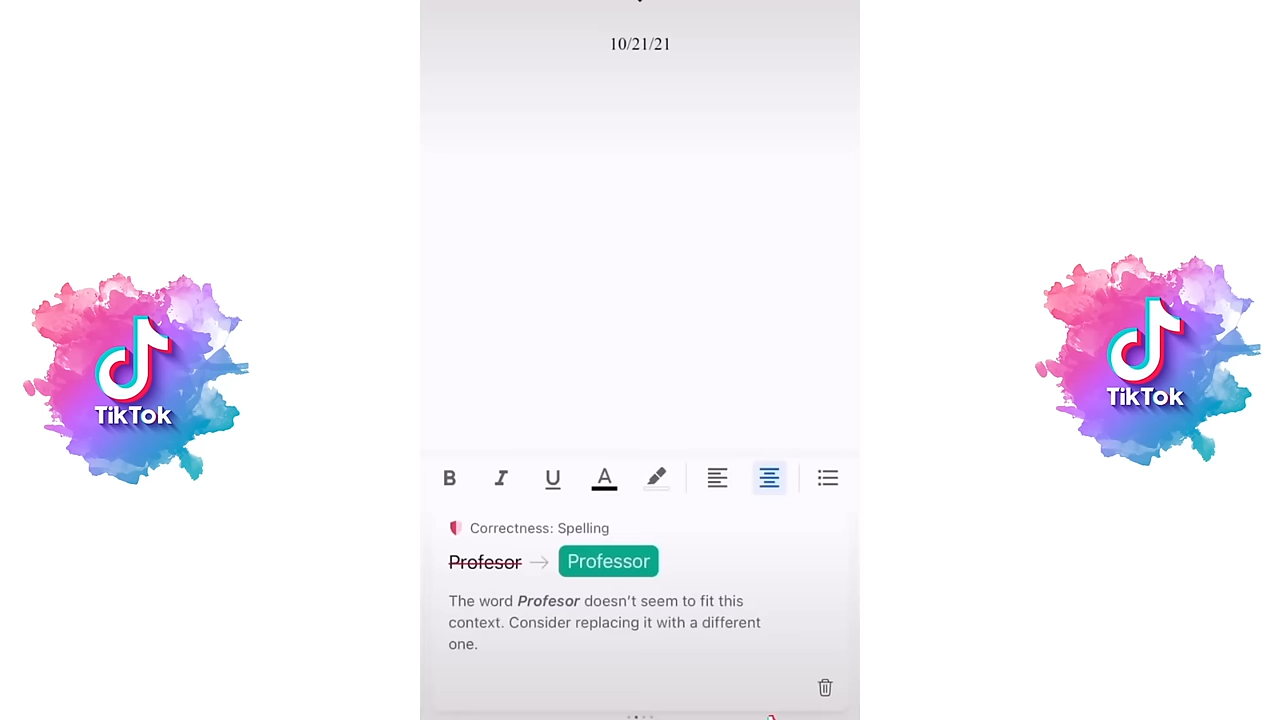 10/21/21
TikTok
TikTok
B I U A
Correctness: Spelling
Profesor → Professor
The word Profesor doesn’t seem to fit this
context. Consider replacing it with a different
one.